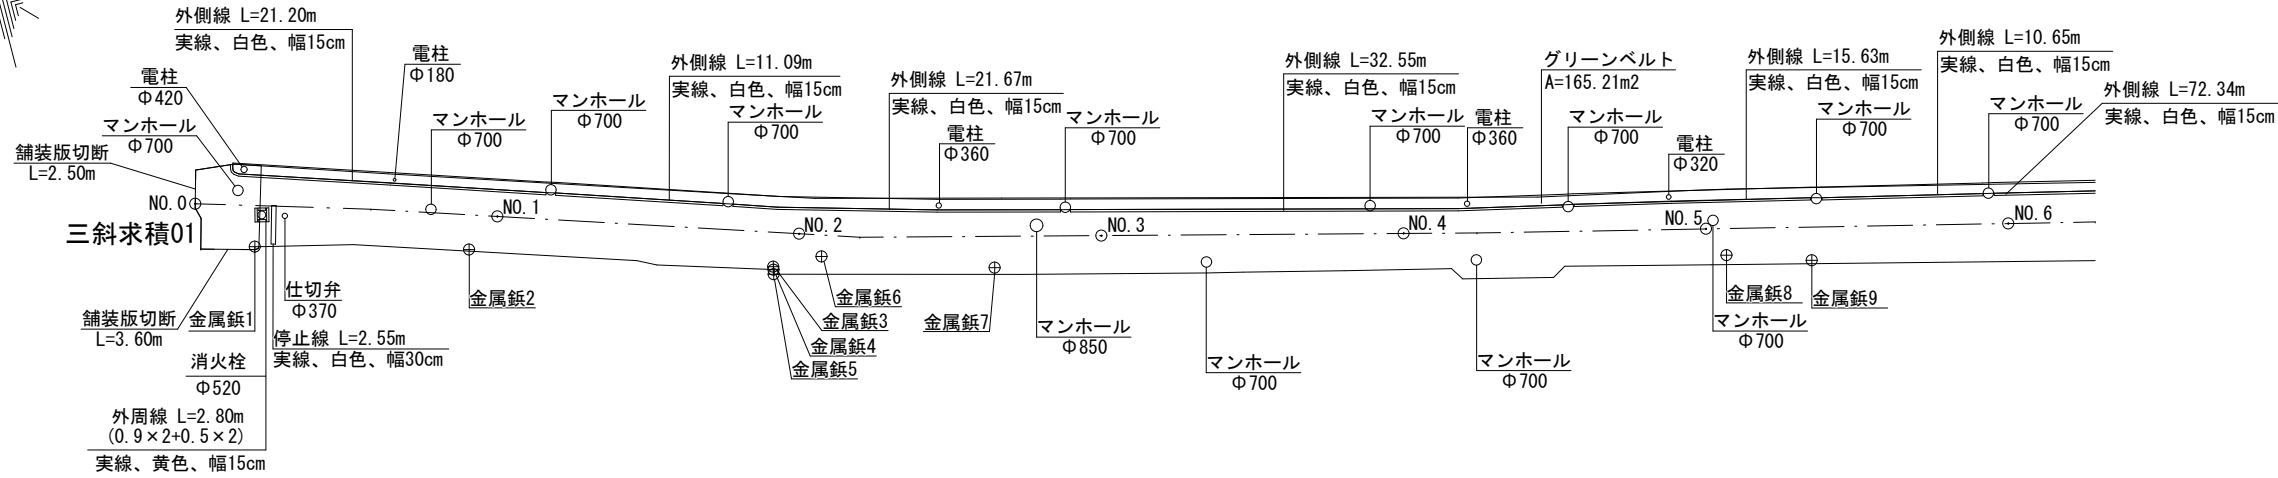 外側線 L=21.20m
実線、白色、幅15cm
電柱
Φ180
電柱
Φ420
マンホール
Φ700
舗装版切断
L=2.50m
マンホール
Φ700
マンホール
Φ700
外側線 L=11.09m
実線、白色、幅15cm
マンホール
Φ700
外側線 L=21.67m
実線、白色、幅15cm
電柱
Φ360
マンホール
Φ700
外側線 L=32.55m
実線、白色、幅15cm
マンホール
Φ700
電柱
Φ360
グリーンベルト
A=165.21m2
マンホール
Φ700
電柱
Φ320
外側線 L=15.63m
実線、白色、幅15cm
マンホール
Φ700
外側線 L=10.65m
実線、白色、幅15cm
マンホール
Φ700
外側線 L=72.34m
実線、白色、幅15cm
NO.0
NO.1
NO.2
NO.3
NO.4
NO.5
NO.6
三斜求積01
舗装版切断
L=3.60m
金属鋲1
仕切弁
Φ370
停止線 L=2.55m
実線、白色、幅30cm
消火栓
Φ520
外周線 L=2.80m
(0.9×2+0.5×2)
実線、黄色、幅15cm
金属鋲2
金属鋲6
金属鋲3
金属鋲4
金属鋲5
金属鋲7
マンホール
Φ850
マンホール
Φ700
マンホール
Φ700
金属鋲8
金属鋲9
マンホール
Φ700